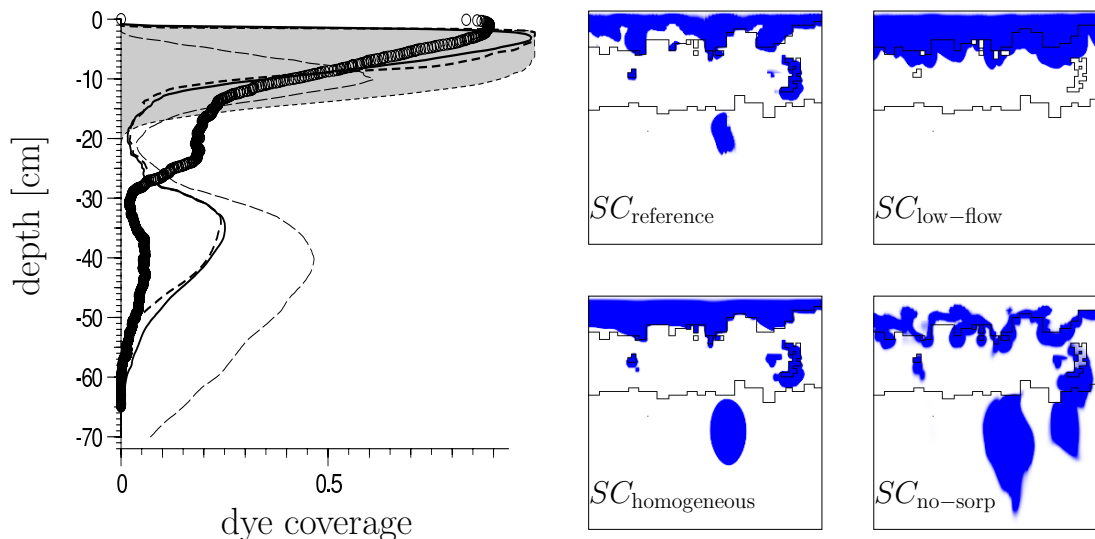 0
-10
-20
-30
-40
-50
-60
-70
depth [cm]
0
0.5
dye coverage
SCreference
SClow−flow
SChomogeneous
SCno−sorp